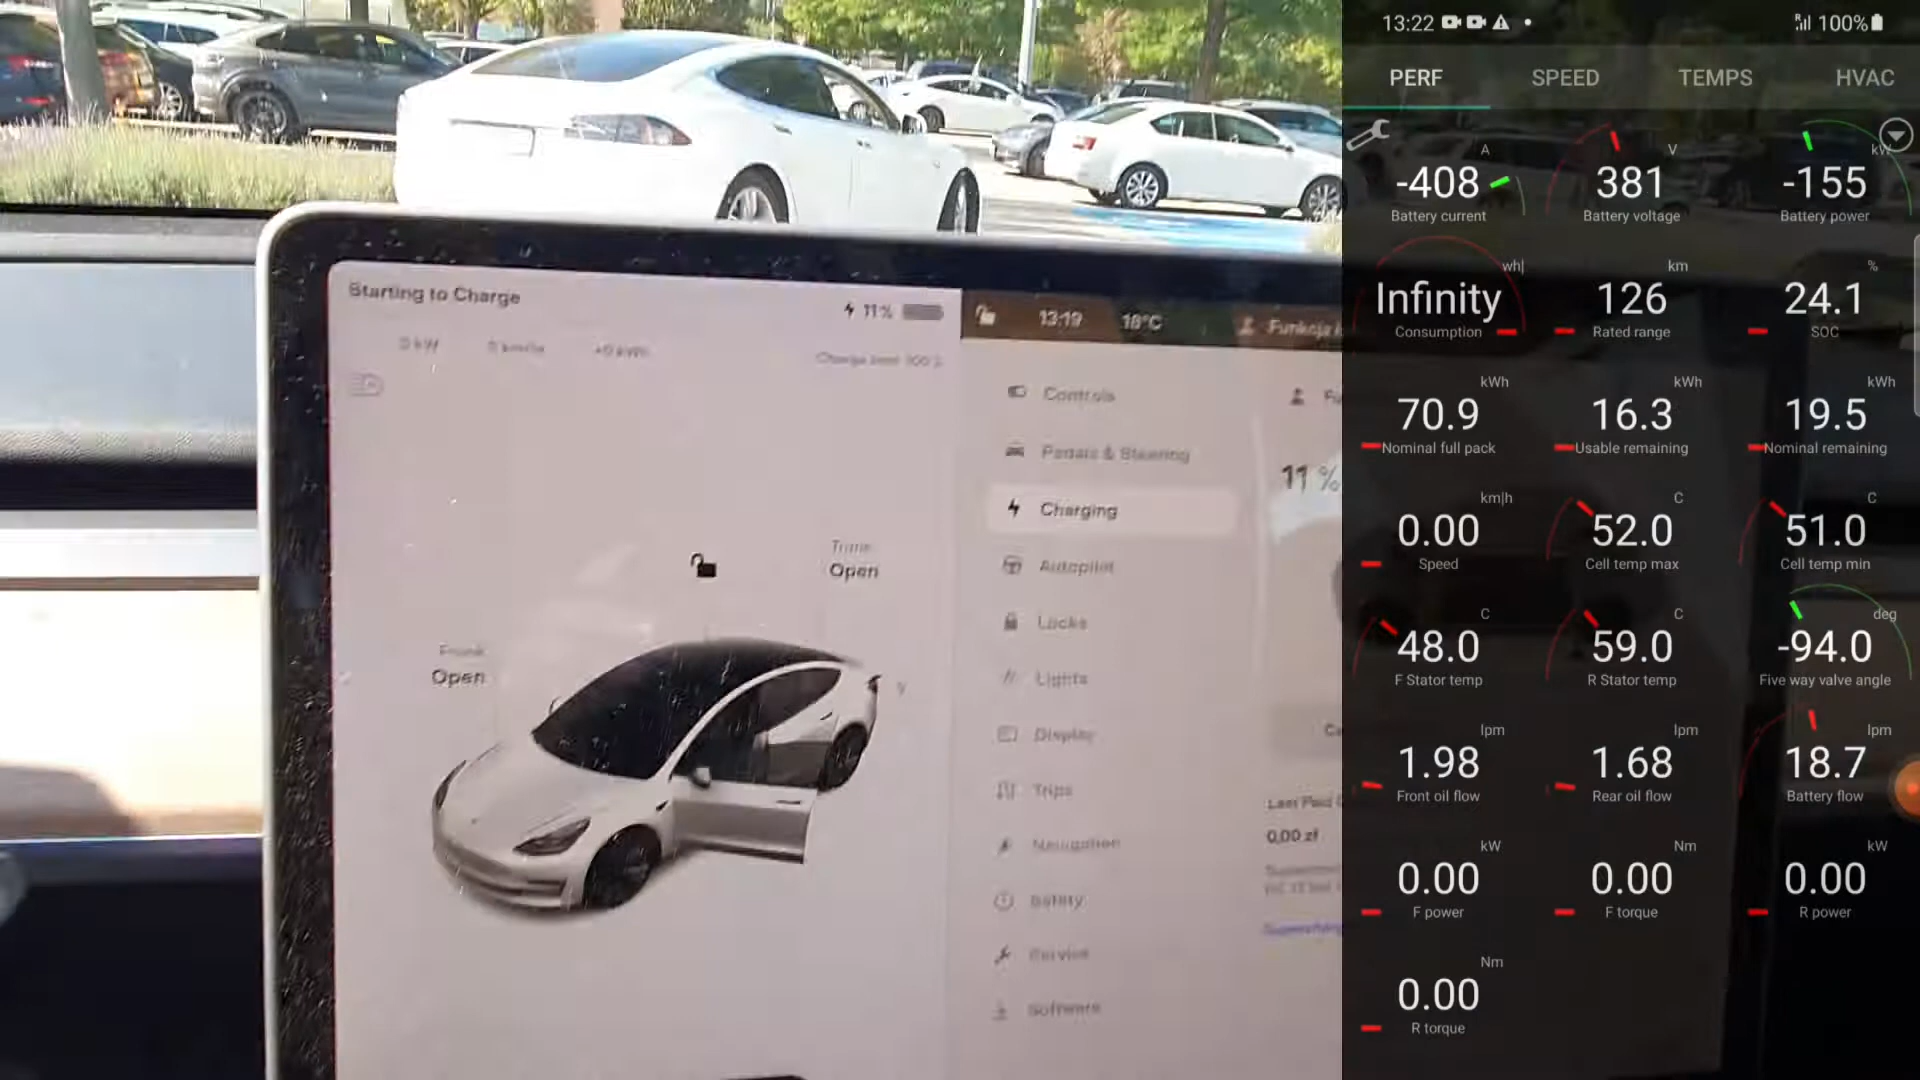 Starting to Charge
11%
0 kW
Open
Open
13:19
18°C
Controls
Pedals & Steering
Charging
Autopilot
Locks
Lights
Display
Trips
Navigation
Safety
Service
Software
11 %
Last Paid
0,00 zł
13:22
100%
PERF SPEED TEMPS HVAC
A
-408
Battery current
V
381
Battery voltage
kW
-155
Battery power
wh|
Infinity
Consumption
km
126
Rated range
%
24.1
SOC
kWh
70.9
Nominal full pack
kWh
16.3
Usable remaining
kWh
19.5
Nominal remaining
km|h
0.00
Speed
C
52.0
Cell temp max
C
51.0
Cell temp min
C
48.0
F Stator temp
C
59.0
R Stator temp
deg
-94.0
Five way valve angle
lpm
1.98
Front oil flow
lpm
1.68
Rear oil flow
lpm
18.7
Battery flow
kW
0.00
F power
Nm
0.00
F torque
kW
0.00
R power
Nm
0.00
R torque